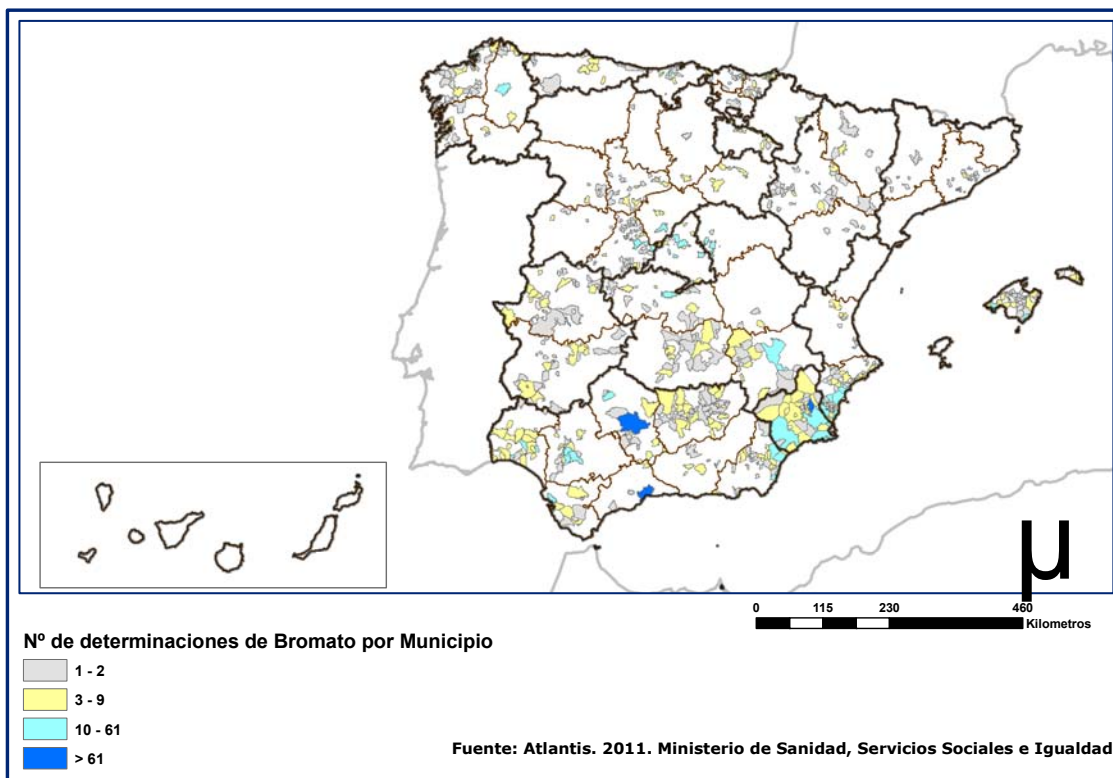 µ
0 115 230 460
Kilometros
Nº de determinaciones de Bromato por Municipio
1 - 2
3 - 9
10 - 61
> 61
Fuente: Atlantis. 2011. Ministerio de Sanidad, Servicios Sociales e Igualdad